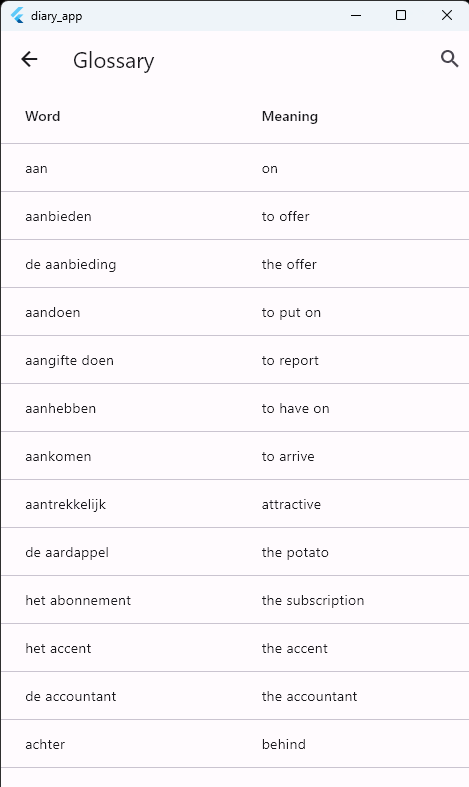 diary_app
Glossary
Word Meaning
aan on
aanbieden to offer
de aanbieding the offer
aandoen to put on
aangifte doen to report
aanhebben to have on
aankomen to arrive
aantrekkelijk attractive
de aardappel the potato
het abonnement the subscription
het accent the accent
de accountant the accountant
achter behind